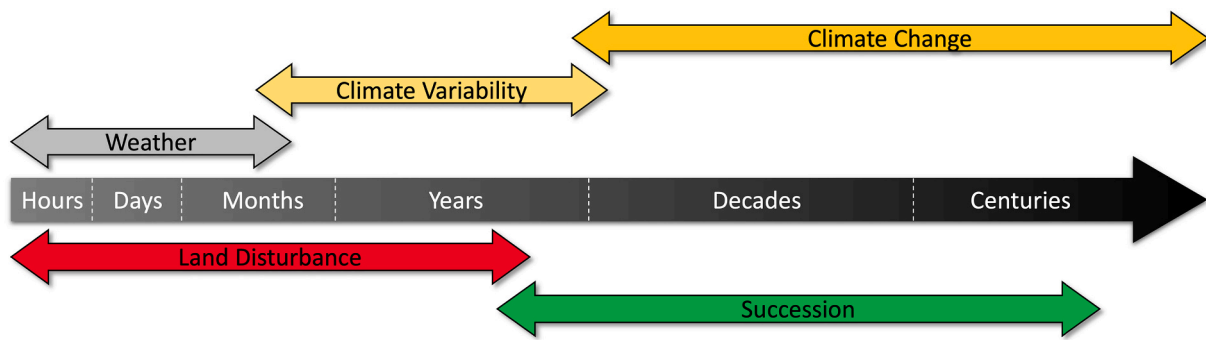 Climate Change
Climate Variability
Weather
Hours Days Months Years Decades Centuries
Land Disturbance
Succession